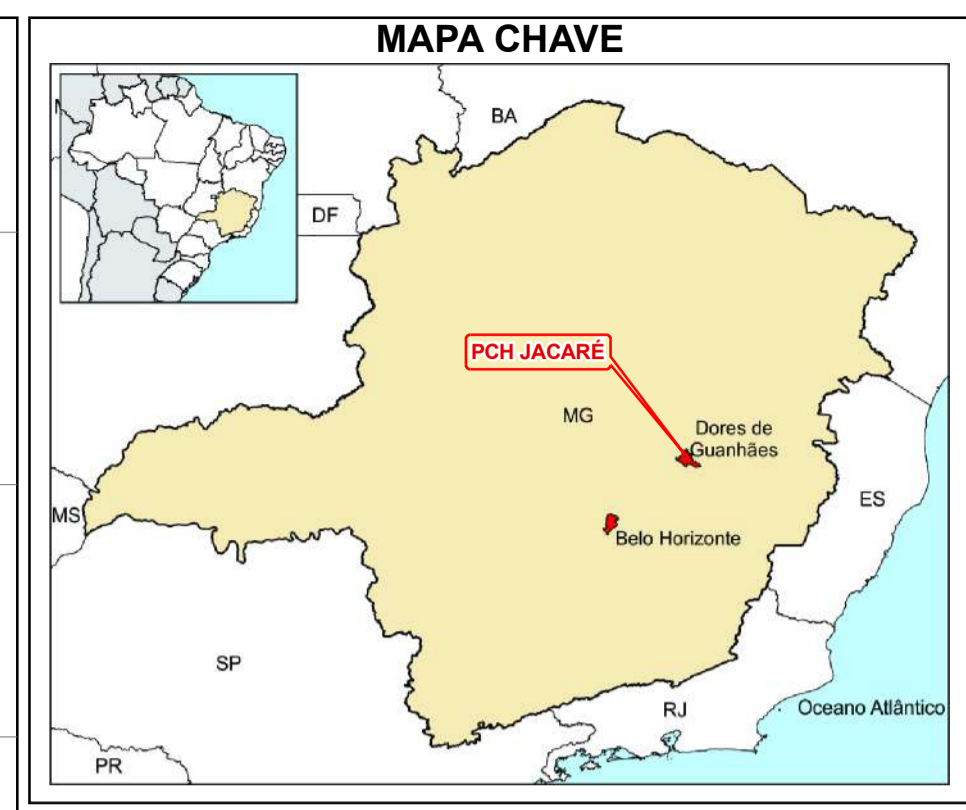 MAPA CHAVE
BA
DF
PCH JACARÉ
MG
Dores de
Guanhães
MS
ES
Belo Horizonte
SP
RJ
Oceano Atlântico
PR